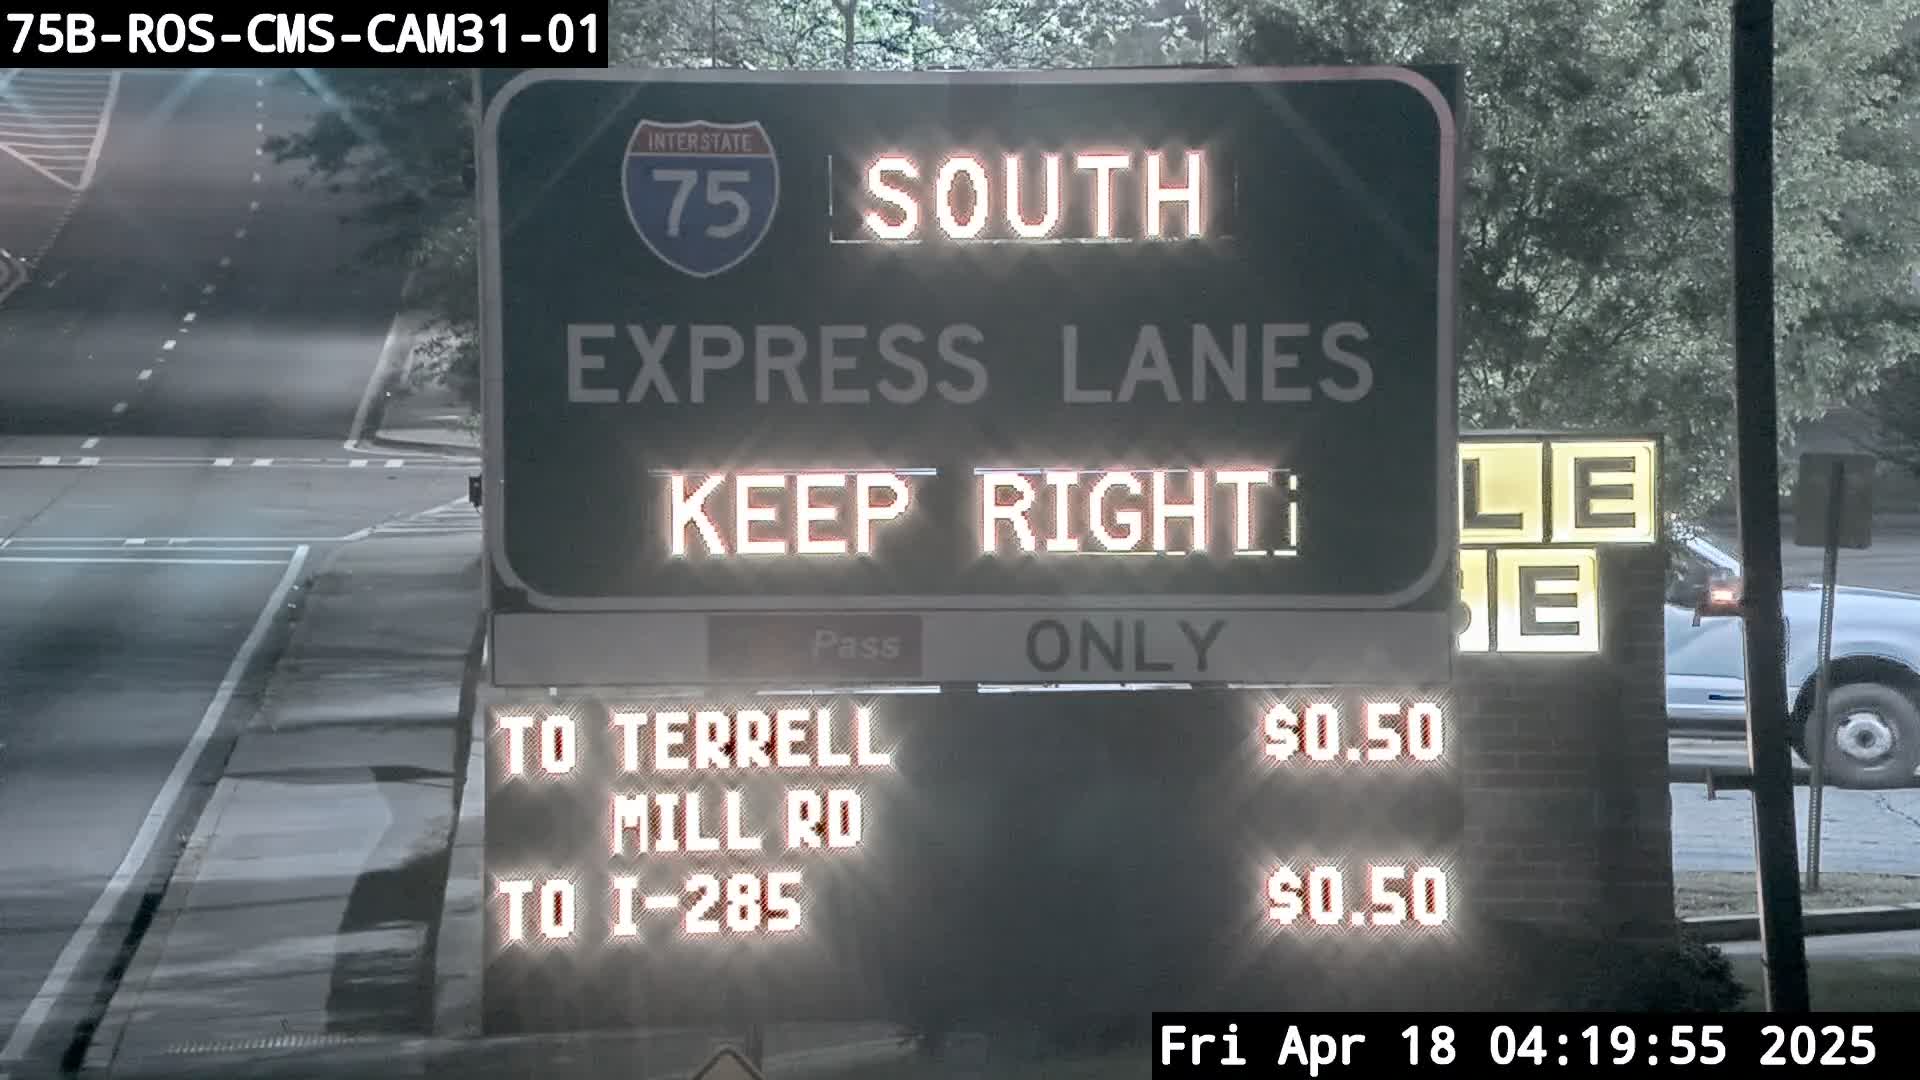 75B-ROS-CMS-CAM31-01
INTERSTATE
75
SOUTH
EXPRESS LANES
KEEP RIGHT
Pass ONLY
TO TERRELL $0.50
MILL RD
TO I-285 $0.50
LE
E
Fri Apr 18 04:19:55 2025